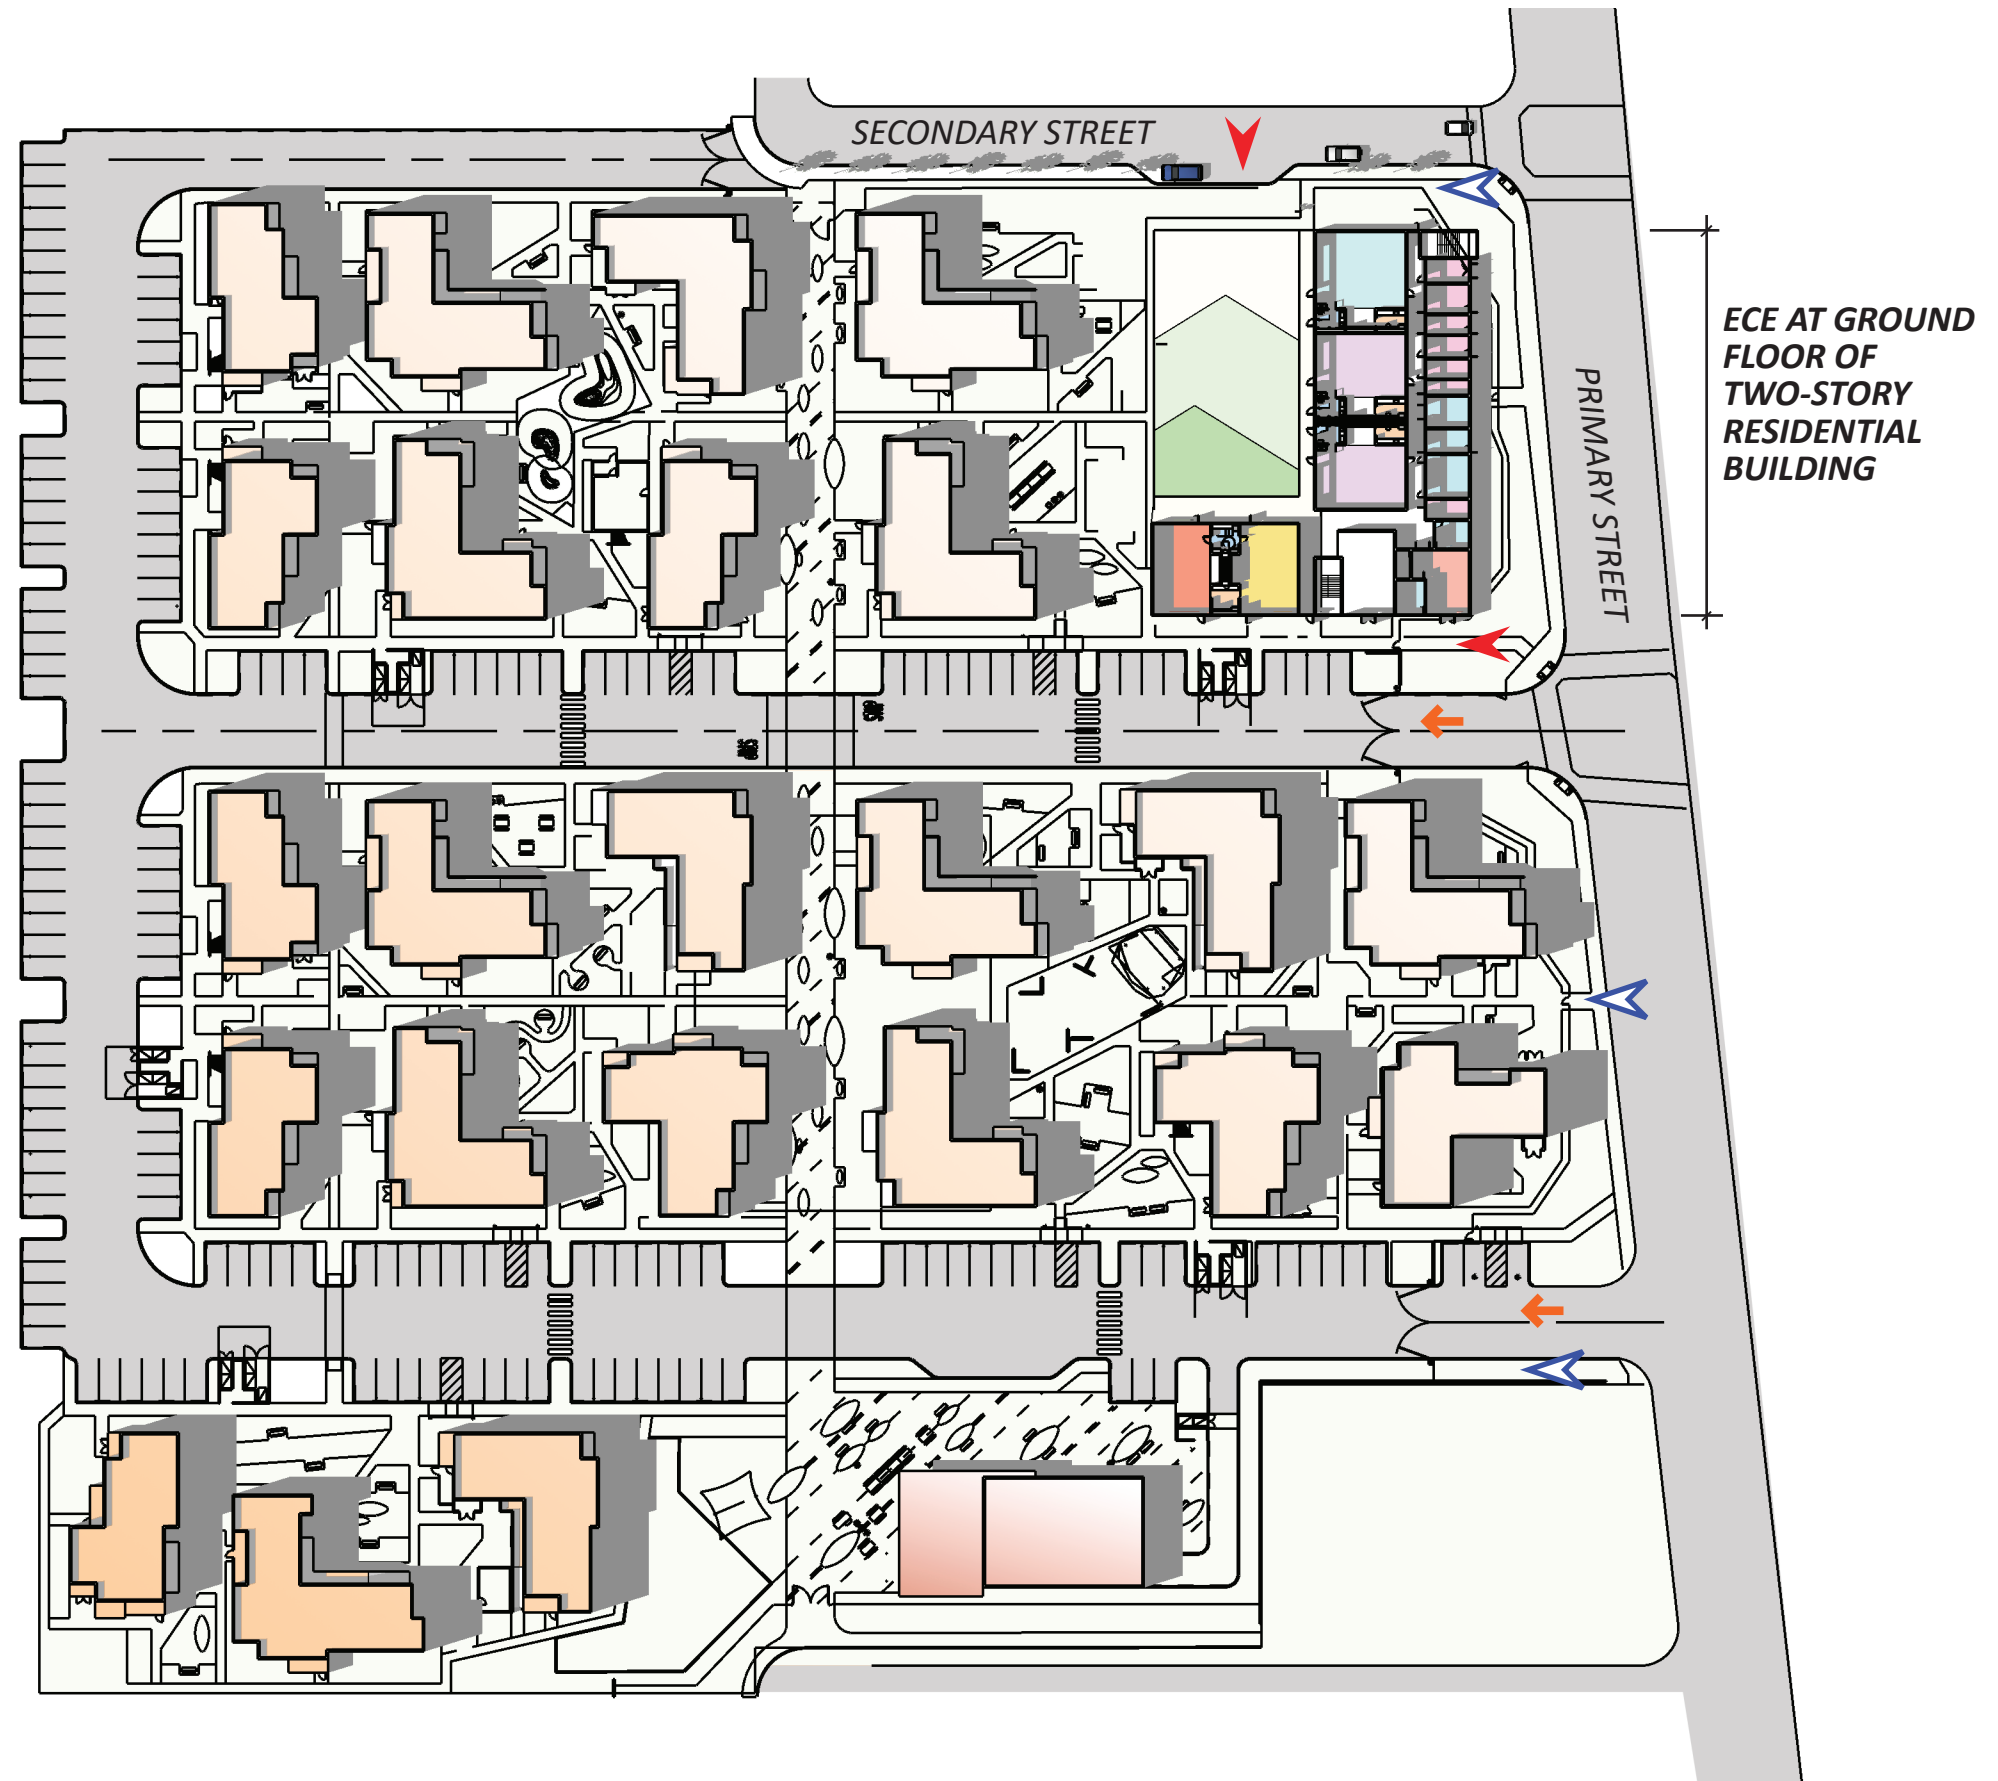 SECONDARY STREET
ECE AT GROUND
FLOOR OF
TWO-STORY
RESIDENTIAL
BUILDING
PRIMARY STREET